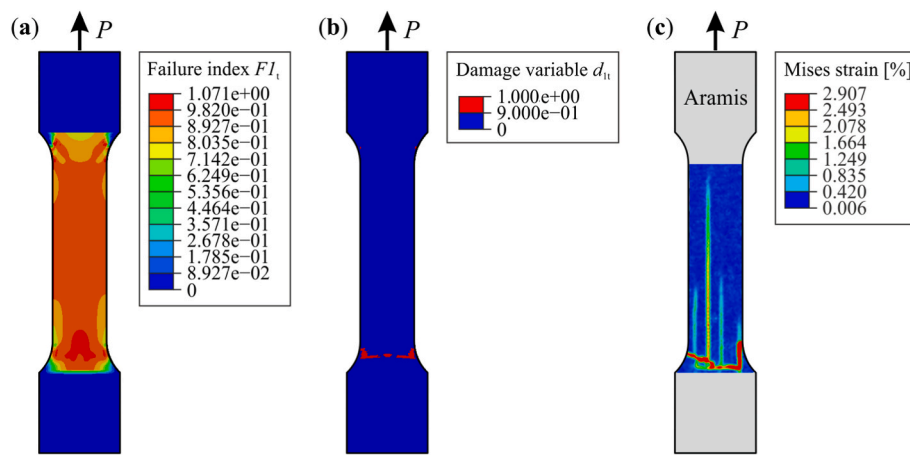 (a)
P
Failure index F1t
1.071e+00
9.820e-01
8.927e-01
8.035e-01
7.142e-01
6.249e-01
5.356e-01
4.464e-01
3.571e-01
2.678e-01
1.785e-01
8.927e-02
0
(b)
P
Damage variable d1t
1.000e+00
9.000e-01
0
(c)
P
Aramis
Mises strain [%]
2.907
2.493
2.078
1.664
1.249
0.835
0.420
0.006